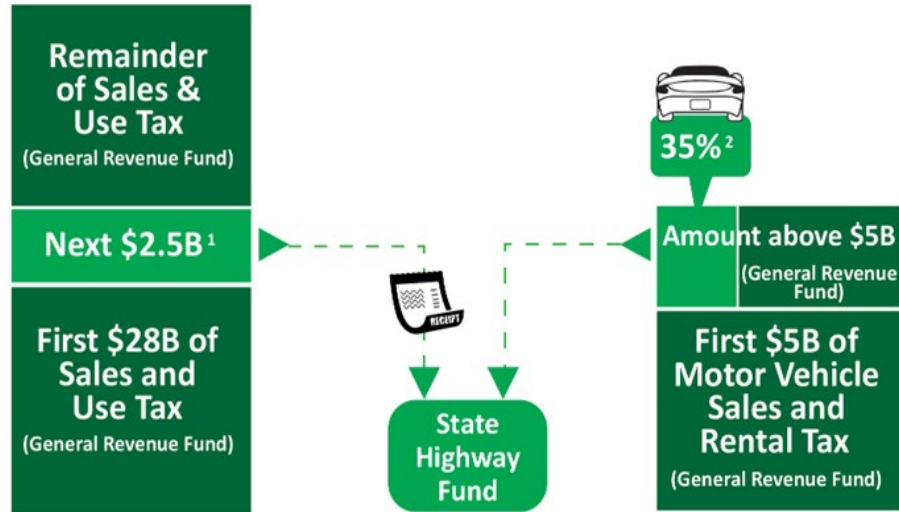 Remainder
of Sales &
Use Tax
(General Revenue Fund)
Next $2.5B¹
First $28B of
Sales and
Use Tax
(General Revenue Fund)
RECEIPT
State
Highway
Fund
35%²
Amount above $5B
(General Revenue
Fund)
First $5B of
Motor Vehicle
Sales and
Rental Tax
(General Revenue Fund)